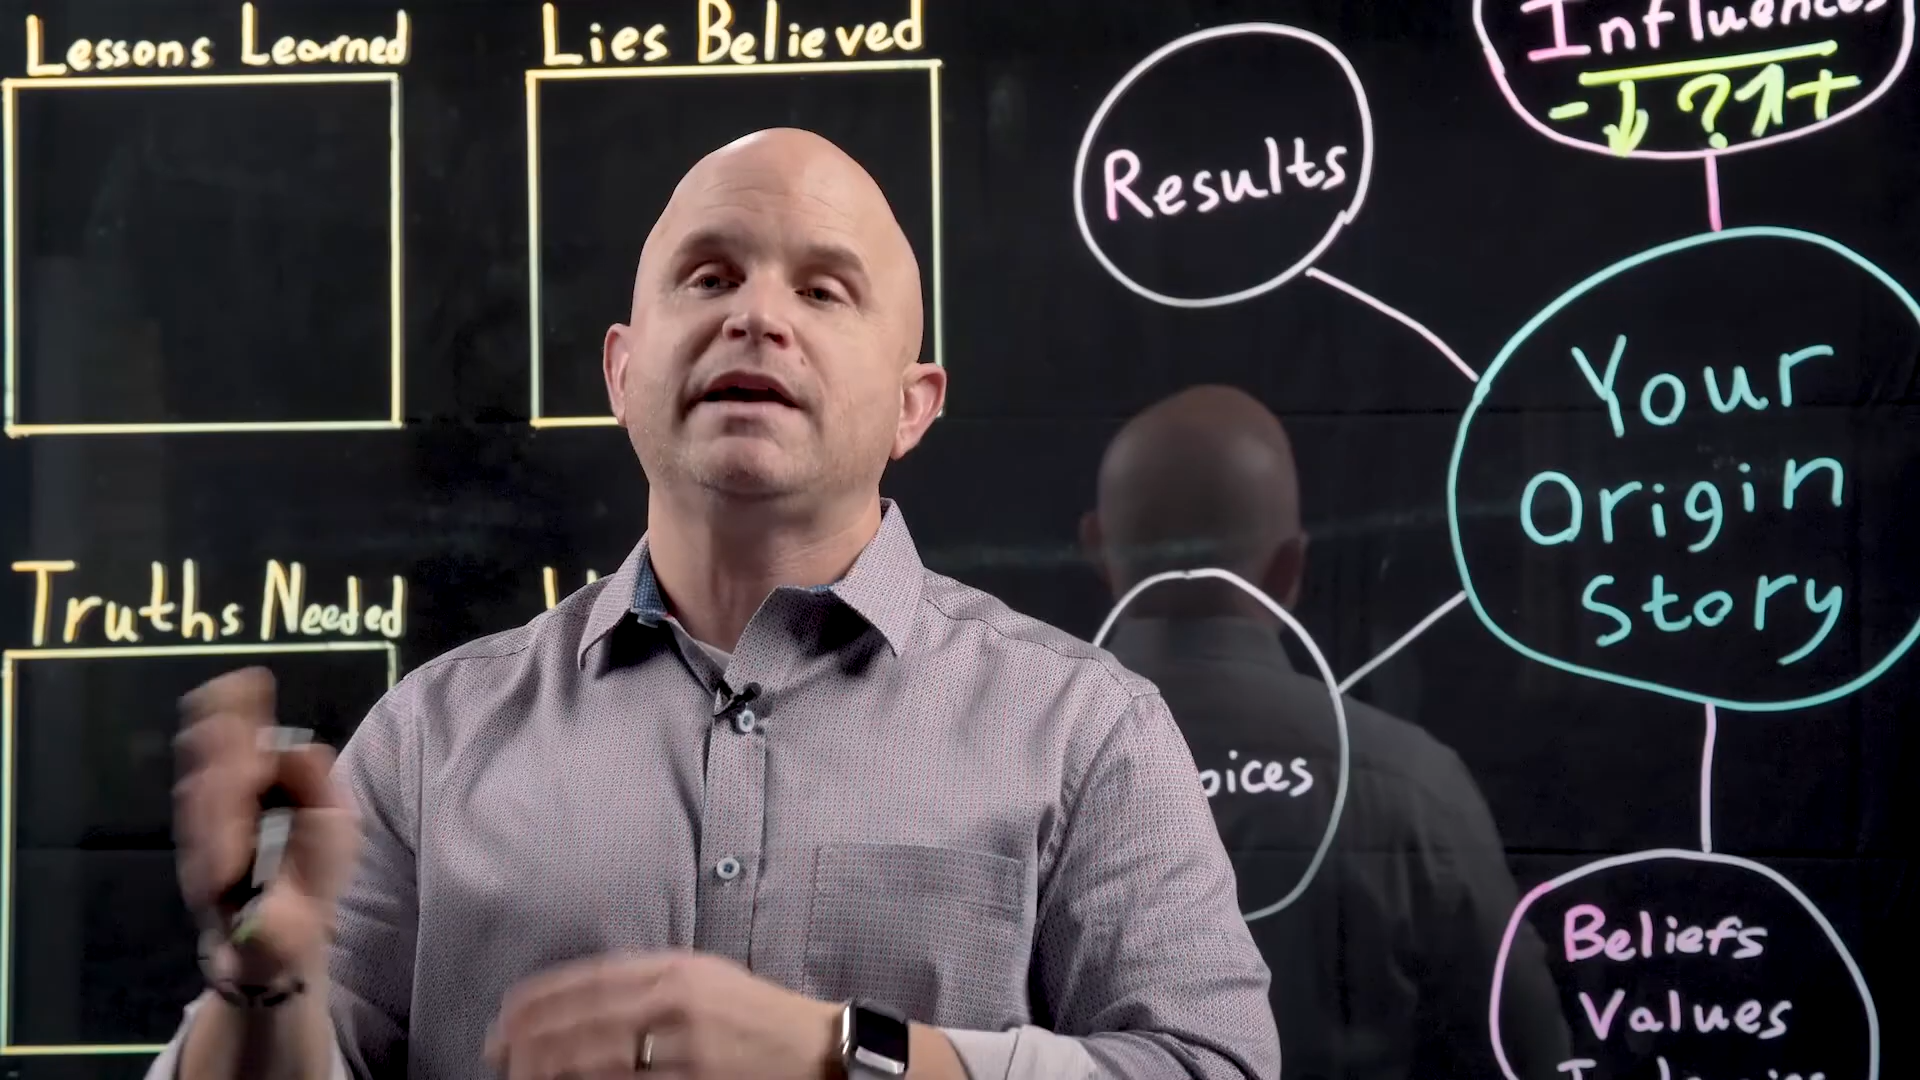 Lessons Learned
Lies Believed
Truths Needed
Results
Influences
- ↓ ? ↑ +
Your
Origin
Story
Beliefs
Values